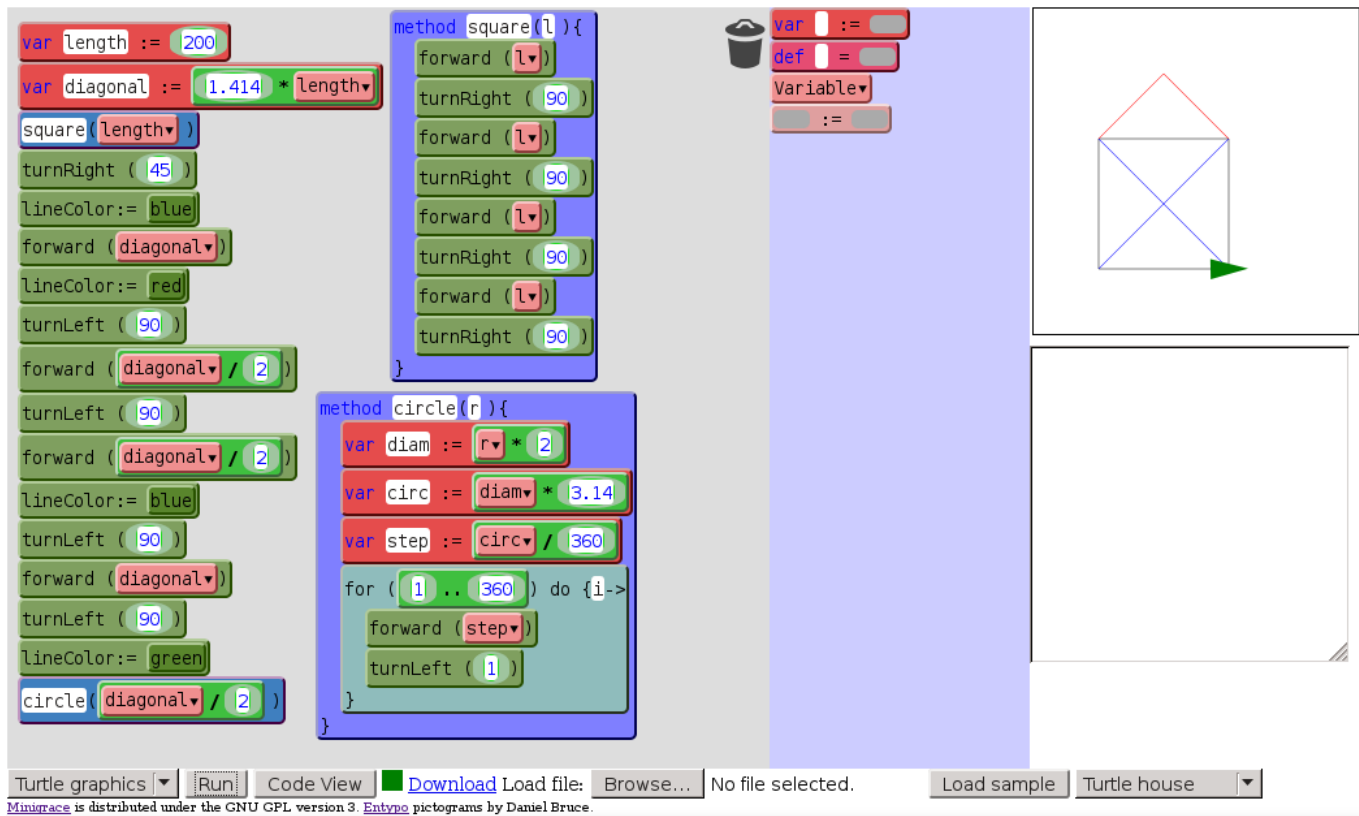 var length := 200
var diagonal := 1.414 * length▾
square(length▾ )
turnRight ( 45 )
lineColor:= blue
forward (diagonal▾)
lineColor:= red
turnLeft ( 90 )
forward (diagonal▾ / 2 )
turnLeft ( 90 )
forward (diagonal▾ / 2 )
lineColor:= blue
turnLeft ( 90 )
forward (diagonal▾)
turnLeft ( 90 )
lineColor:= green
circle(diagonal▾ / 2 )
method square(l ){
forward (l▾)
turnRight ( 90 )
forward (l▾)
turnRight ( 90 )
forward (l▾)
turnRight ( 90 )
forward (l▾)
turnRight ( 90 )
}
method circle(r ){
var diam := r▾ * 2
var circ := diam▾ * 3.14
var step := circ▾ / 360
for ( 1 .. 360 ) do {i->
forward (step▾)
turnLeft ( 1 )
}
}
var :=
def =
Variable▾
:=
Turtle graphics ▾ Run Code View Download Load file: Browse... No file selected. Load sample Turtle house ▾
Minigrace is distributed under the GNU GPL version 3. Entypo pictograms by Daniel Bruce.